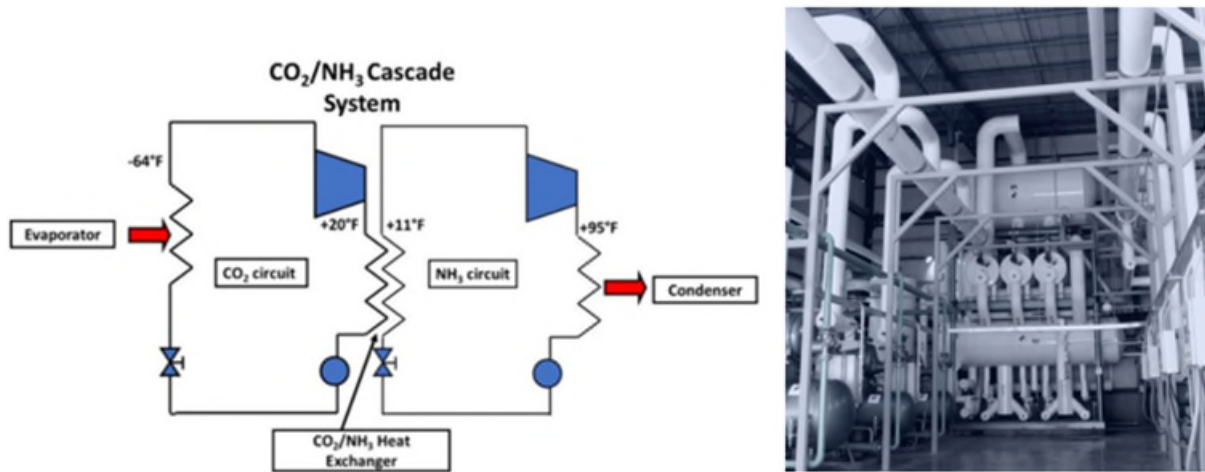 CO₂/NH₃ Cascade
System
-64°F
Evaporator
+20°F
+11°F
+95°F
CO₂ circuit
NH₃ circuit
Condenser
CO₂/NH₃ Heat
Exchanger